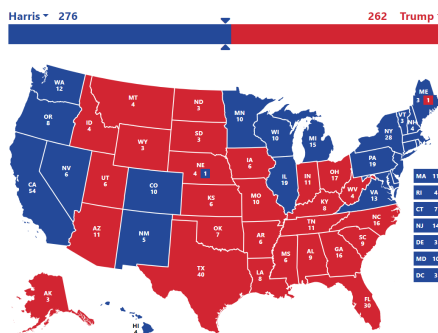 Harris 276
262 Trump
WA
12
OR
8
CA
54
NV
6
ID
4
MT
4
WY
3
UT
6
AZ
11
CO
10
NM
5
ND
3
SD
3
NE
4 1
KS
6
OK
7
TX
40
MN
10
IA
6
MO
10
AR
6
LA
8
WI
10
IL
19
MI
15
IN
11
OH
17
KY
8
TN
11
MS
6
AL
9
GA
16
FL
30
SC
9
NC
16
VA
13
WV
4
PA
19
NY
28
VT
3
NH
4
ME
3 1
MA 11
RI 4
CT 7
NJ 14
DE 3
MD 10
DC 3
AK
3
HI
4